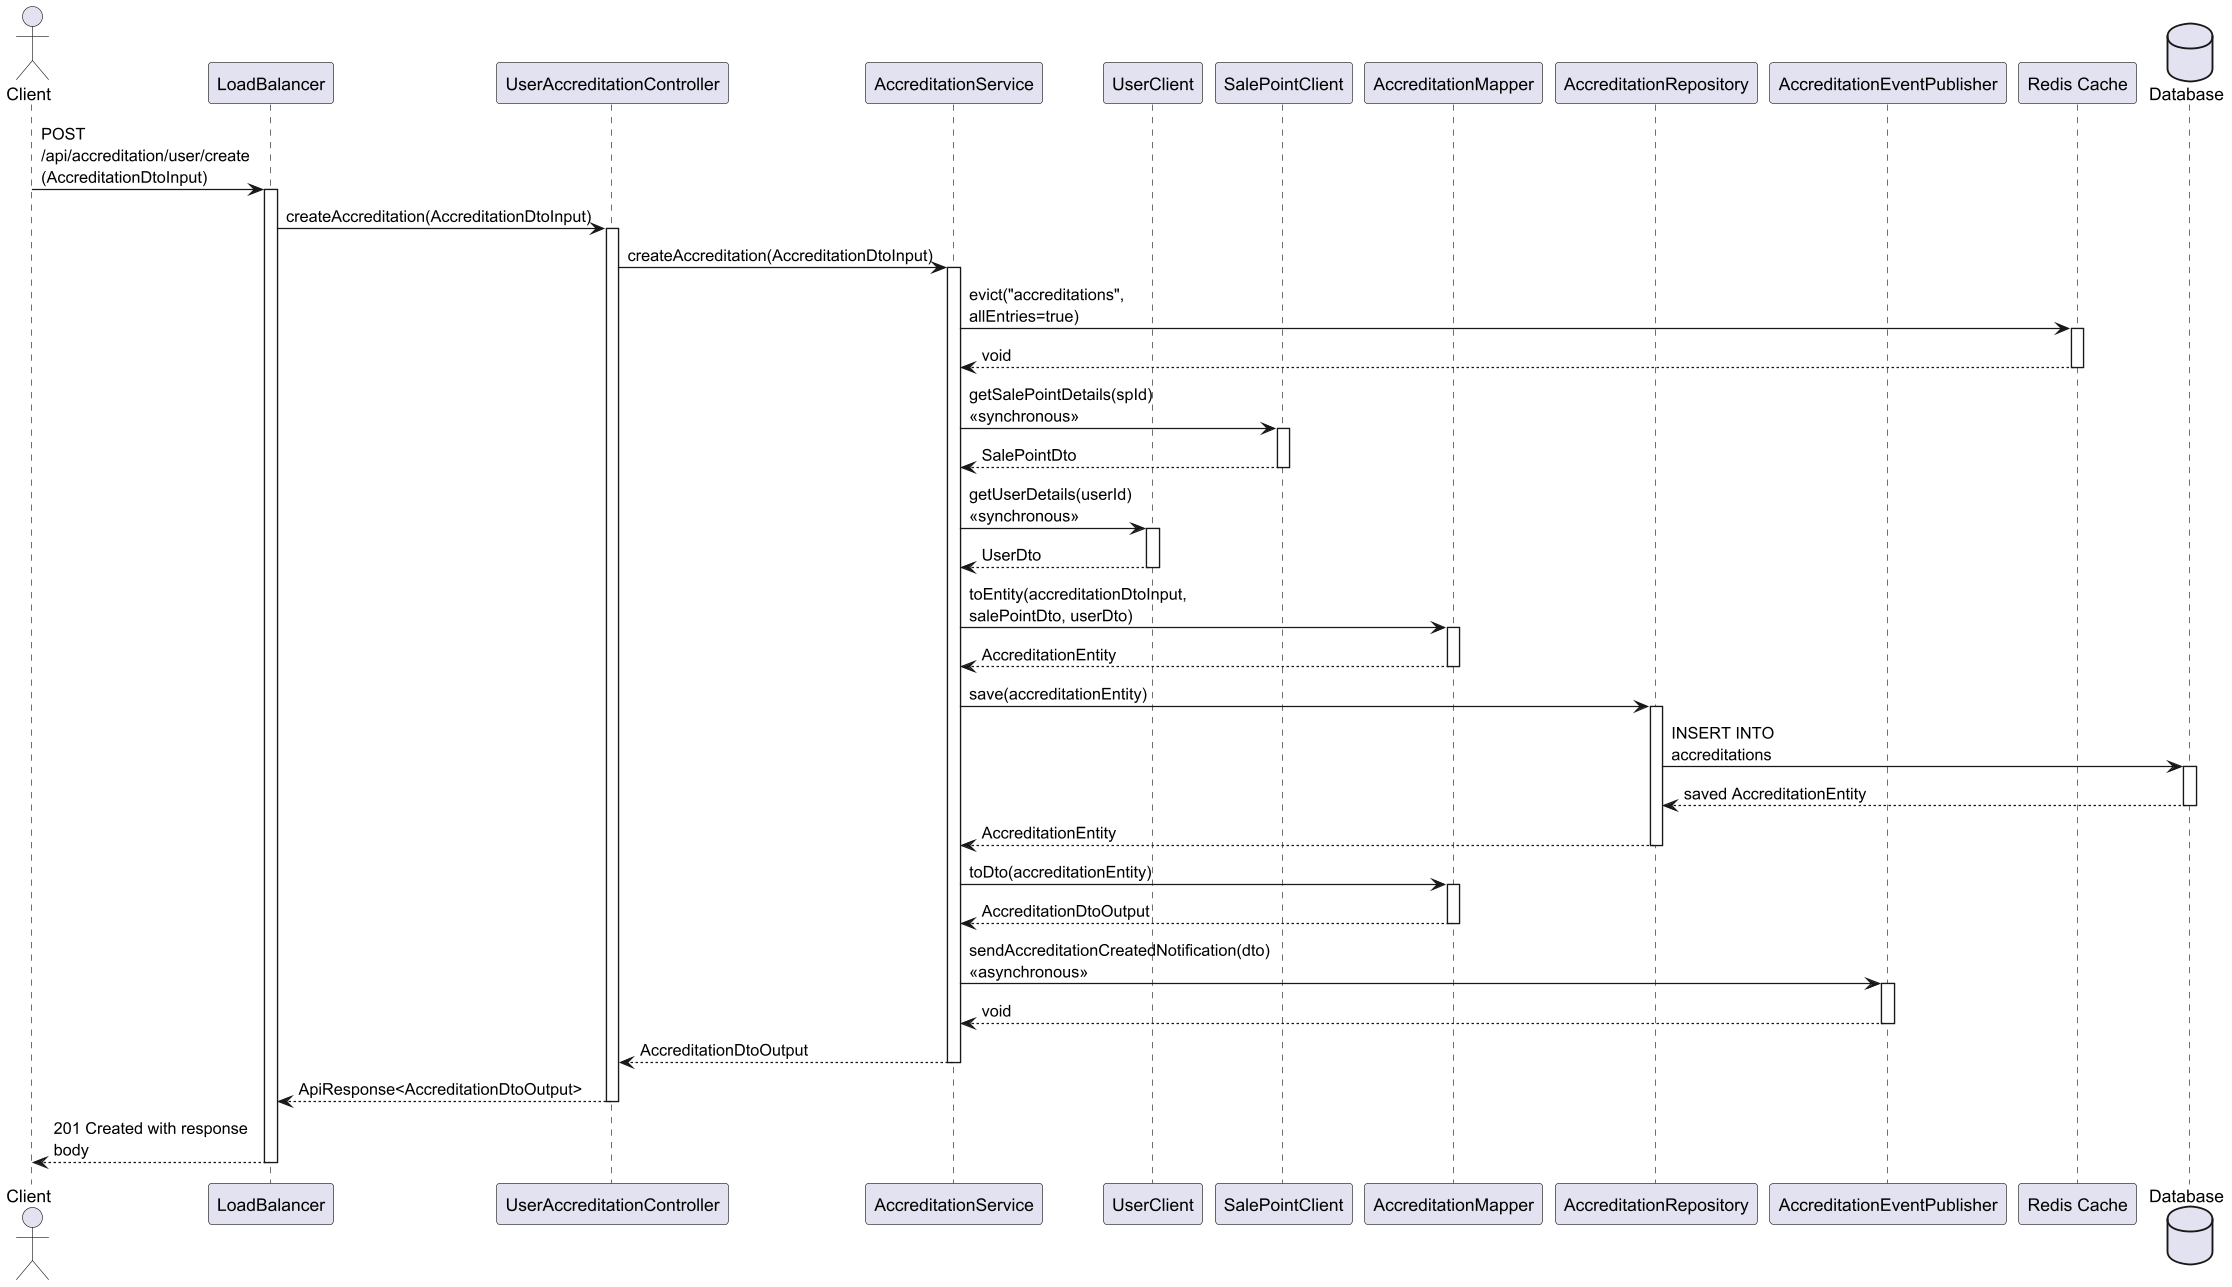 Client
LoadBalancer
UserAccreditationController
AccreditationService
UserClient
SalePointClient
AccreditationMapper
AccreditationRepository
AccreditationEventPublisher
Redis Cache
Database
POST
/api/accreditation/user/create
(AccreditationDtoInput)
createAccreditation(AccreditationDtoInput)
createAccreditation(AccreditationDtoInput)
evict("accreditations",
allEntries=true)
void
getSalePointDetails(spId)
«synchronous»
SalePointDto
getUserDetails(userId)
«synchronous»
UserDto
toEntity(accreditationDtoInput,
salePointDto, userDto)
AccreditationEntity
save(accreditationEntity)
INSERT INTO
accreditations
saved AccreditationEntity
AccreditationEntity
toDto(accreditationEntity)
AccreditationDtoOutput
sendAccreditationCreatedNotification(dto)
«asynchronous»
void
AccreditationDtoOutput
ApiResponse<AccreditationDtoOutput>
201 Created with response
body
Client
LoadBalancer
UserAccreditationController
AccreditationService
UserClient
SalePointClient
AccreditationMapper
AccreditationRepository
AccreditationEventPublisher
Redis Cache
Database